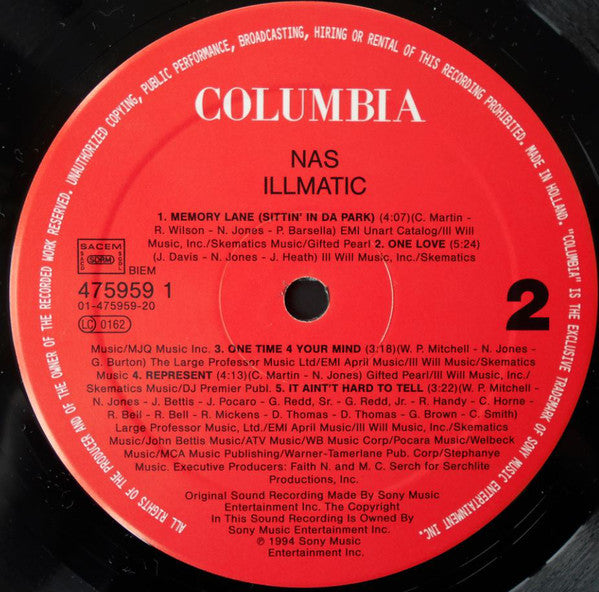 ALL RIGHTS OF THE PRODUCER AND OF THE OWNER OF THE RECORDED WORK RESERVED. UNAUTHORIZED COPYING, PUBLIC PERFORMANCE, BROADCASTING, HIRING OR RENTAL OF THIS RECORDING PROHIBITED. MADE IN HOLLAND. "COLUMBIA" IS THE EXCLUSIVE TRADEMARK OF SONY MUSIC ENTERTAINMENT INC.
COLUMBIA
NAS
ILLMATIC
1. MEMORY LANE (SITTIN' IN DA PARK) (4:07)(C. Martin -
R. Wilson - N. Jones - P. Barsella) EMI Unart Catalog/Ill Will
Music, Inc./Skematics Music/Gifted Pearl 2. ONE LOVE (5:24)
(J. Davis - N. Jones - J. Heath) Ill Will Music, Inc./Skematics
SACEM
SDRM
BIEM
475959 1
01-475959-20
LC 0162
2
Music/MJQ Music Inc. 3. ONE TIME 4 YOUR MIND (3:18)(W. P. Mitchell - N. Jones -
G. Burton) The Large Professor Music Ltd/EMI April Music/Ill Will Music/Skematics
Music 4. REPRESENT (4:13)(C. Martin - N. Jones) Gifted Pearl/Ill Will Music, Inc./
Skematics Music/DJ Premier Publ. 5. IT AIN'T HARD TO TELL (3:22)(W. P. Mitchell
- N. Jones - J. Bettis - J. Pocaro - G. Redd, Sr. - G. Redd, Jr. - R. Handy - C. Horne -
R. Bell - R. Bell - R. Mickens - D. Thomas - D. Thomas - G. Brown - C. Smith)
Large Professor Music, Ltd./EMI April Music/Ill Will Music, Inc./Skematics
Music/John Bettis Music/ATV Music/WB Music Corp/Pocara Music/Welbeck
Music/MCA Music Publishing/Warner-Tamerlane Pub. Corp/Stephanye
Music. Executive Producers: Faith N. and M. C. Serch for Serchlite
Productions, Inc.
Original Sound Recording Made By Sony Music
Entertainment Inc. The Copyright
In This Sound Recording Is Owned By
Sony Music Entertainment Inc.
℗ 1994 Sony Music
Entertainment Inc.